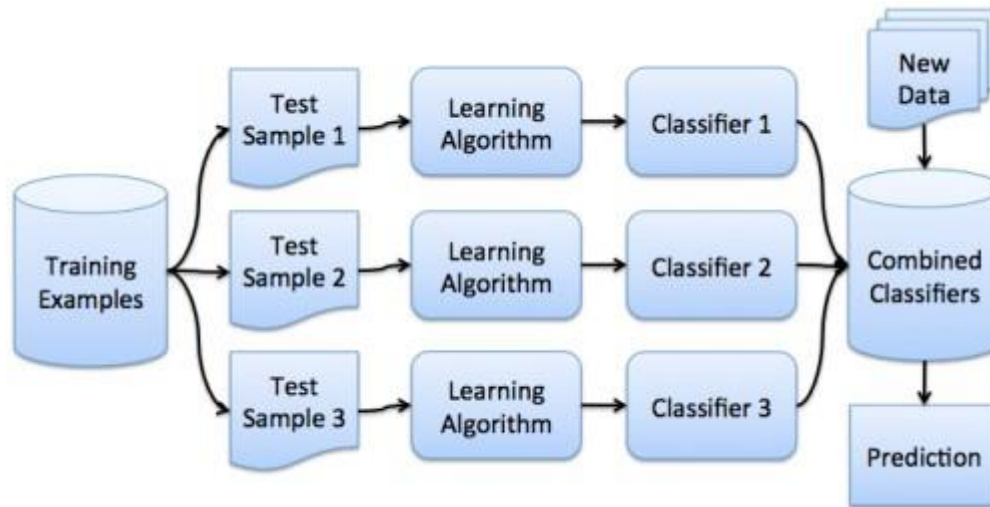 Training
Examples
Test
Sample 1
Learning
Algorithm
Classifier 1
Test
Sample 2
Learning
Algorithm
Classifier 2
Test
Sample 3
Learning
Algorithm
Classifier 3
New
Data
Combined
Classifiers
Prediction